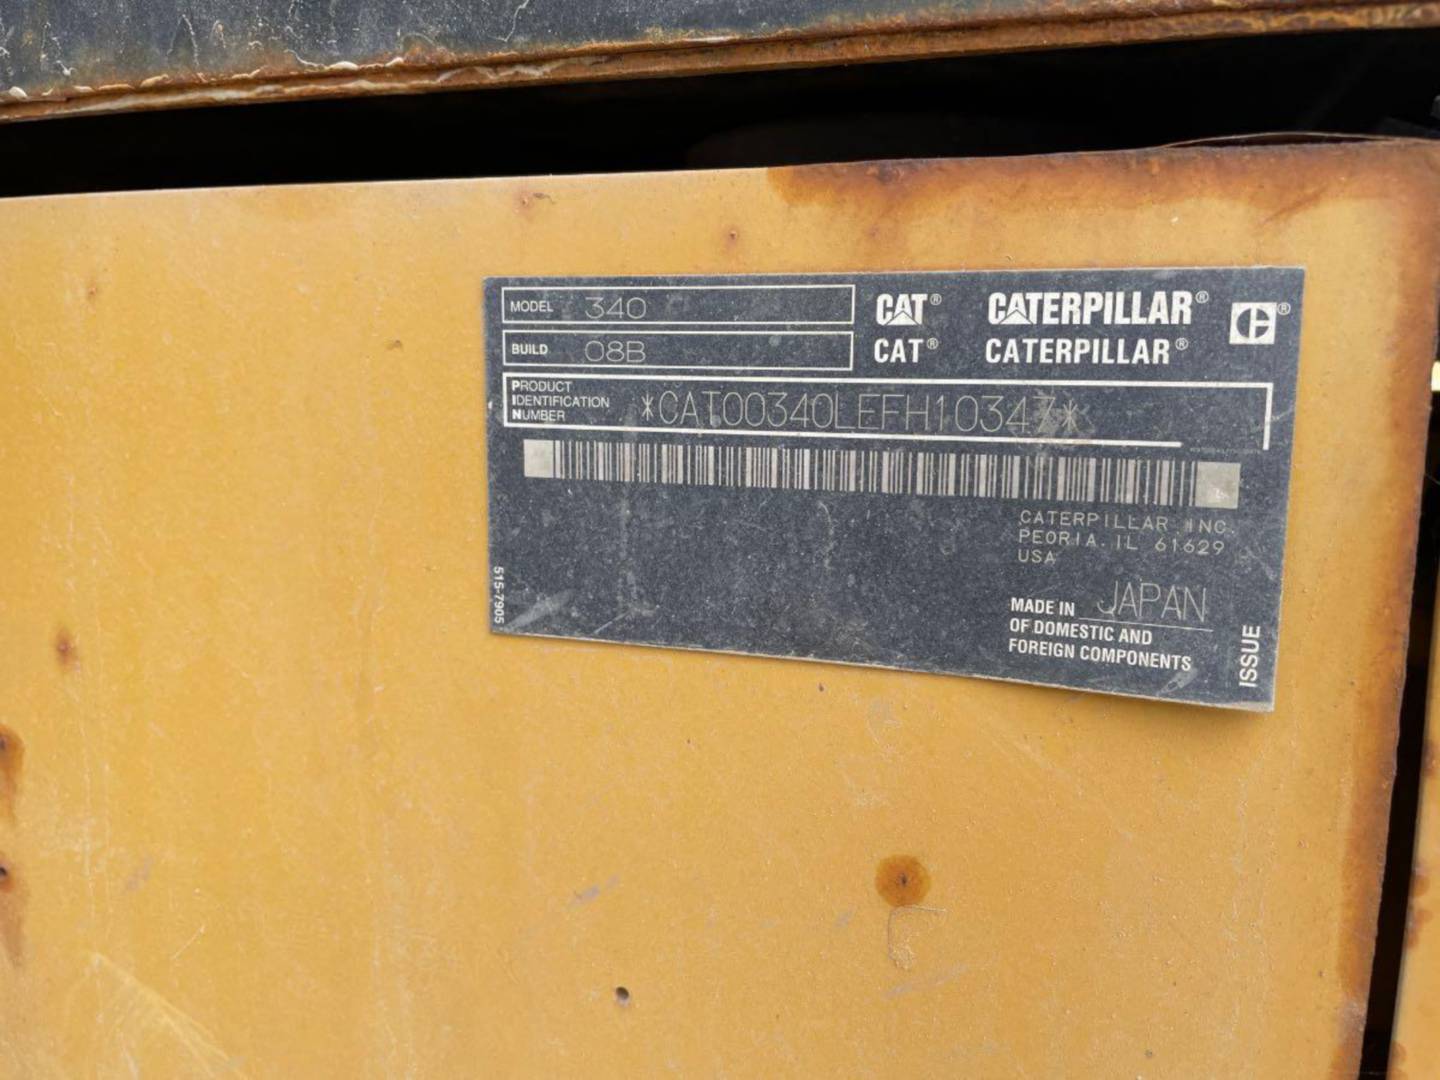 MODEL 340
BUILD 08B
CAT® CATERPILLAR® ®
CAT® CATERPILLAR®
PRODUCT
IDENTIFICATION
NUMBER
*CAT00340LEFH10347*
CATERPILLAR INC.
PEORIA. IL 61629
USA
MADE IN JAPAN
OF DOMESTIC AND
FOREIGN COMPONENTS
515-7905
ISSUE